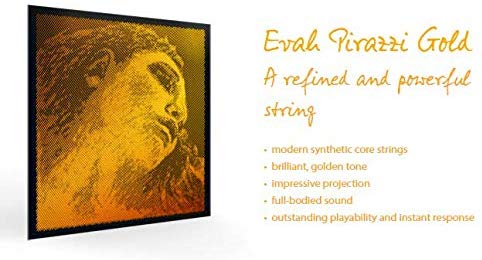 Evah Pirazzi Gold
A refined and powerful
string
• modern synthetic core strings
• brilliant, golden tone
• impressive projection
• full-bodied sound
• outstanding playability and instant response